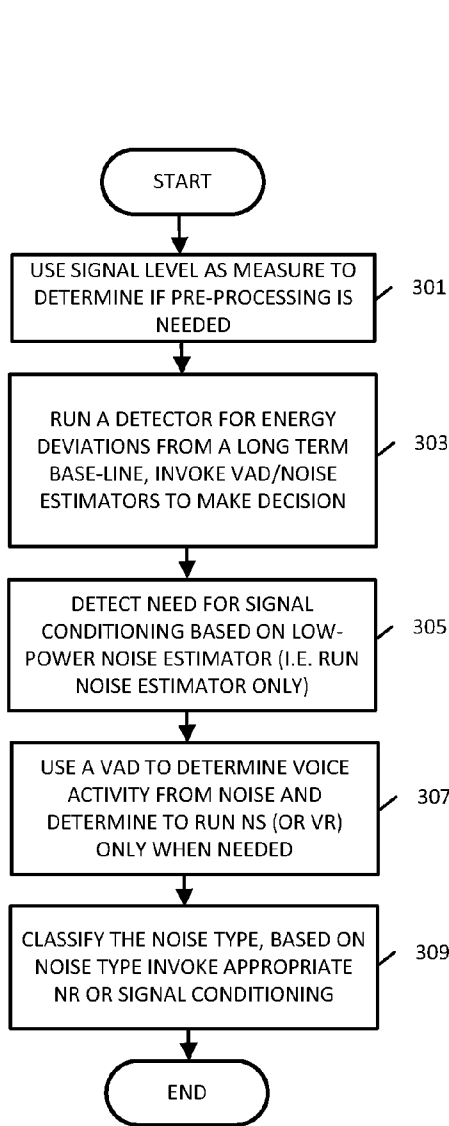 START
USE SIGNAL LEVEL AS MEASURE TO
DETERMINE IF PRE-PROCESSING IS
NEEDED
301
RUN A DETECTOR FOR ENERGY
DEVIATIONS FROM A LONG TERM
BASE-LINE, INVOKE VAD/NOISE
ESTIMATORS TO MAKE DECISION
303
DETECT NEED FOR SIGNAL
CONDITIONING BASED ON LOW-
POWER NOISE ESTIMATOR (I.E. RUN
NOISE ESTIMATOR ONLY)
305
USE A VAD TO DETERMINE VOICE
ACTIVITY FROM NOISE AND
DETERMINE TO RUN NS (OR VR)
ONLY WHEN NEEDED
307
CLASSIFY THE NOISE TYPE, BASED ON
NOISE TYPE INVOKE APPROPRIATE
NR OR SIGNAL CONDITIONING
309
END